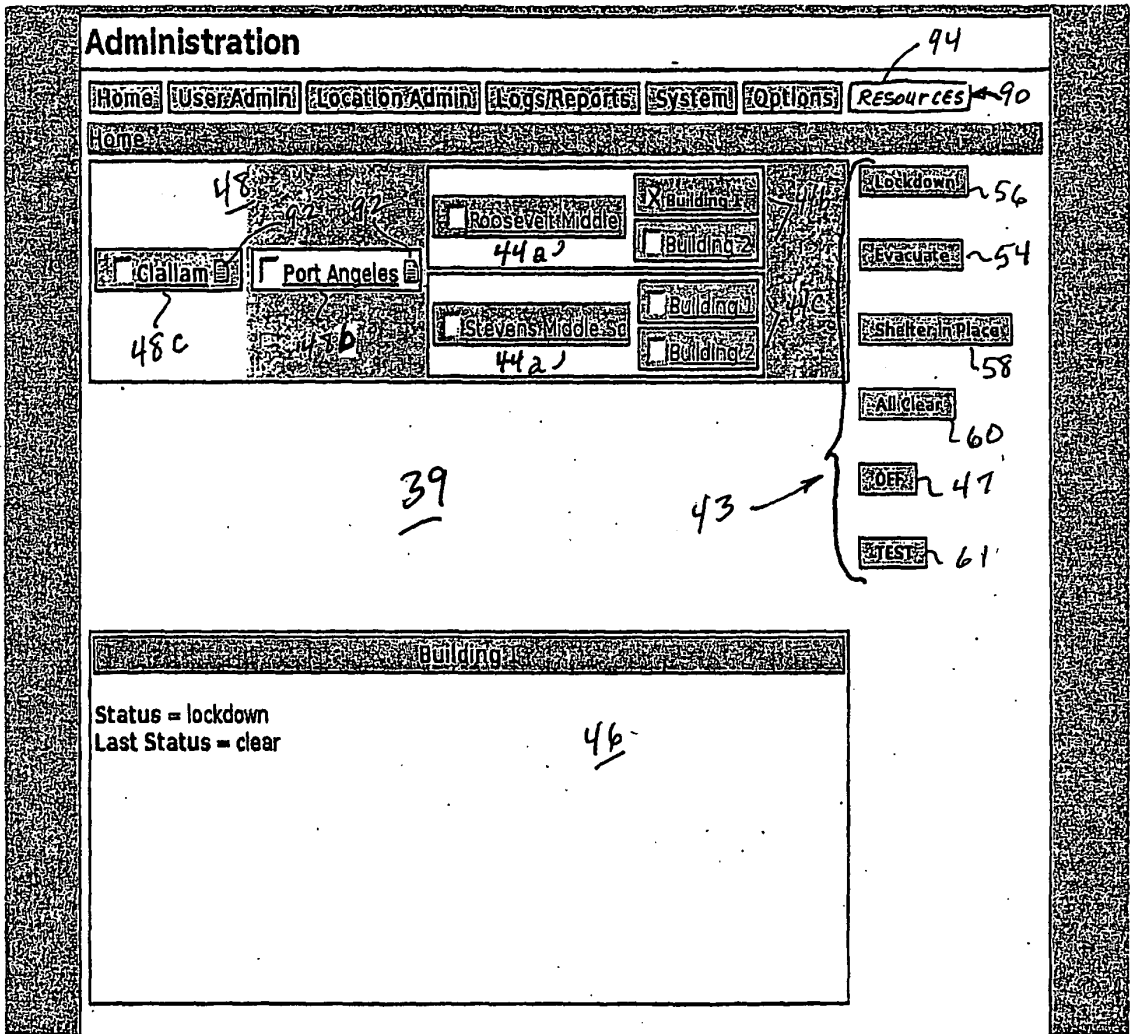 Administration
94
Home User Admin Location Admin Logs/Reports System Options RESOURCES 90
Home
48 92 92
Roosevelt Middle Building 1
Building 2
44a
Clallam Port Angeles
48c 48b
Stevens Middle Sc Building 1
Building 2
44a
Lockdown 56
Evacuate 54
Shelter In Place 58
All Clear 60
OFF 47
TEST 61
39
43
Building 1
Status = lockdown
Last Status = clear
46